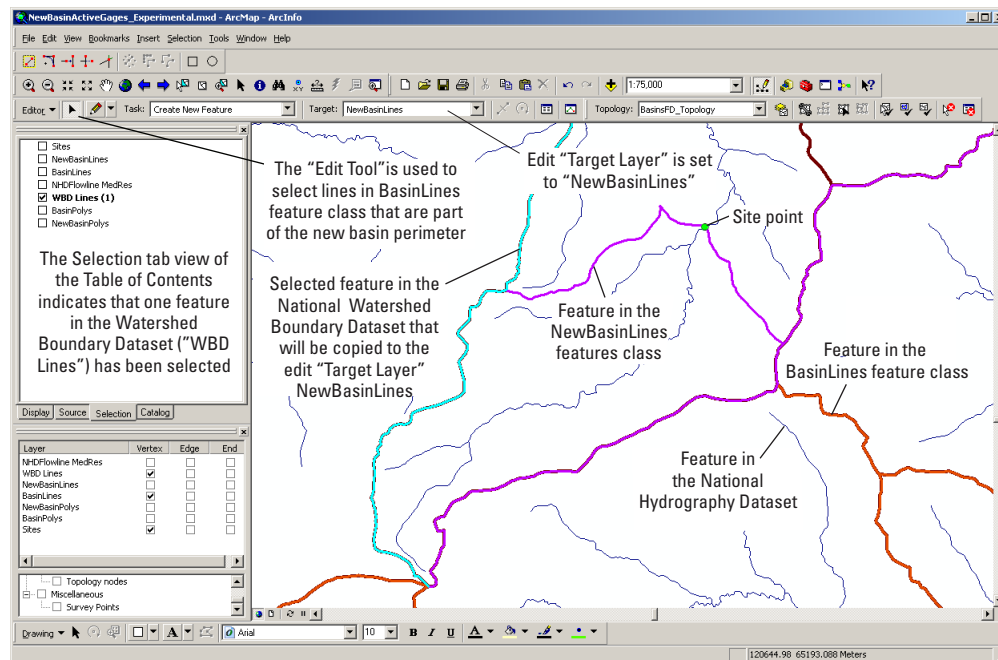 NewBasinActiveGages_Experimental.mxd - ArcMap - ArcInfo
File Edit View Bookmarks Insert Selection Tools Window Help
1:75,000
Editor Task: Create New Feature Target: NewBasinLines Topology: BasinsFD_Topology
Sites
NewBasinLines
BasinLines
NHDFlowline MedRes
WBD Lines (1)
BasinPolys
NewBasinPolys
The Selection tab view of
the Table of Contents
indicates that one feature
in the Watershed
Boundary Dataset ("WBD
Lines") has been selected
Display Source Selection Catalog
Layer Vertex Edge End
NHDFlowline MedRes
WBD Lines
NewBasinLines
BasinLines
NewBasinPolys
BasinPolys
Sites
Topology nodes
Miscellaneous
Survey Points
The “Edit Tool”is used to
select lines in BasinLines
feature class that are part
of the new basin perimeter
Edit “Target Layer” is set
to “NewBasinLines”
Site point
Selected feature in the
National Watershed
Boundary Dataset that
will be copied to the
edit “Target Layer”
NewBasinLines
Feature in the
NewBasinLines
features class
Feature in the
BasinLines feature class
Feature in
the National
Hydrography Dataset
Drawing A Arial 10 B I U A
120644.98 65193.088 Meters